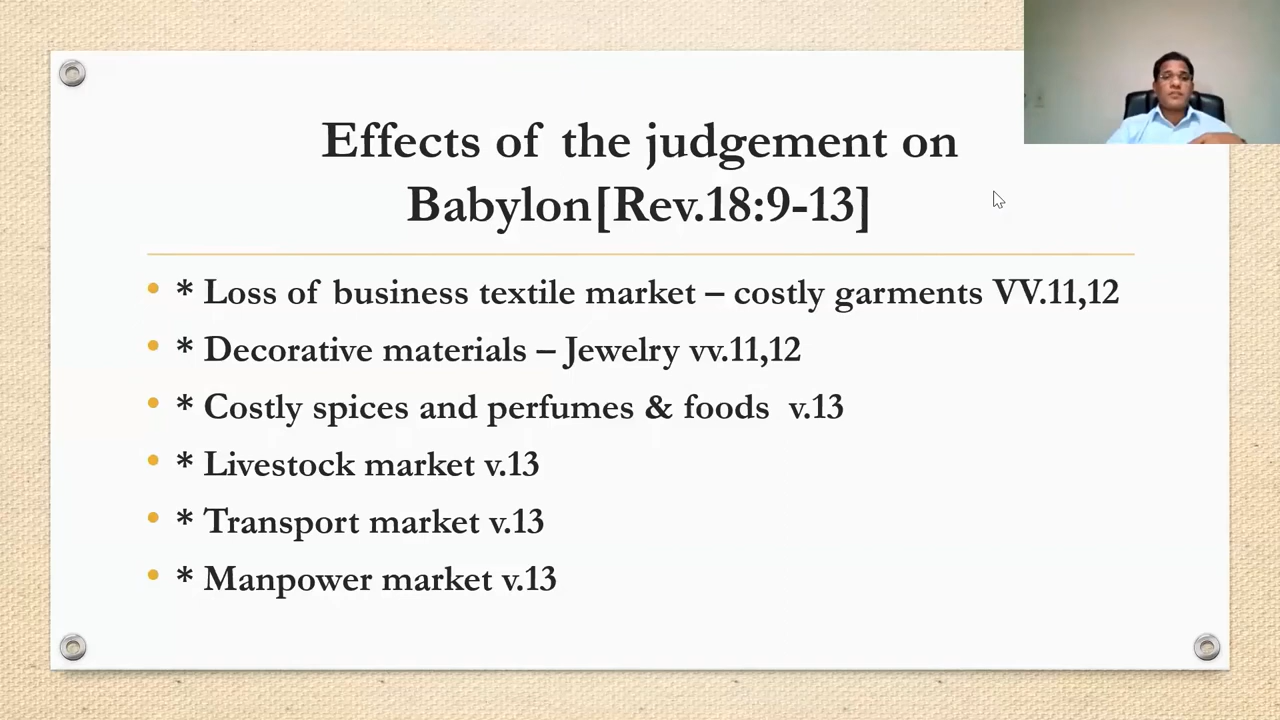 Effects of the judgement on
Babylon[Rev.18:9-13]
* Loss of business textile market – costly garments VV.11,12
* Decorative materials – Jewelry vv.11,12
* Costly spices and perfumes & foods v.13
* Livestock market v.13
* Transport market v.13
* Manpower market v.13